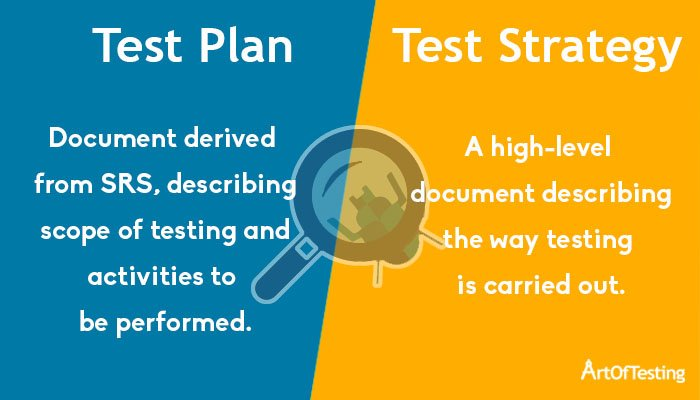 Test Plan
Document derived
from SRS, describing
scope of testing and
activities to
be performed.
Test Strategy
A high-level
document describing
the way testing
is carried out.
ArtOfTesting